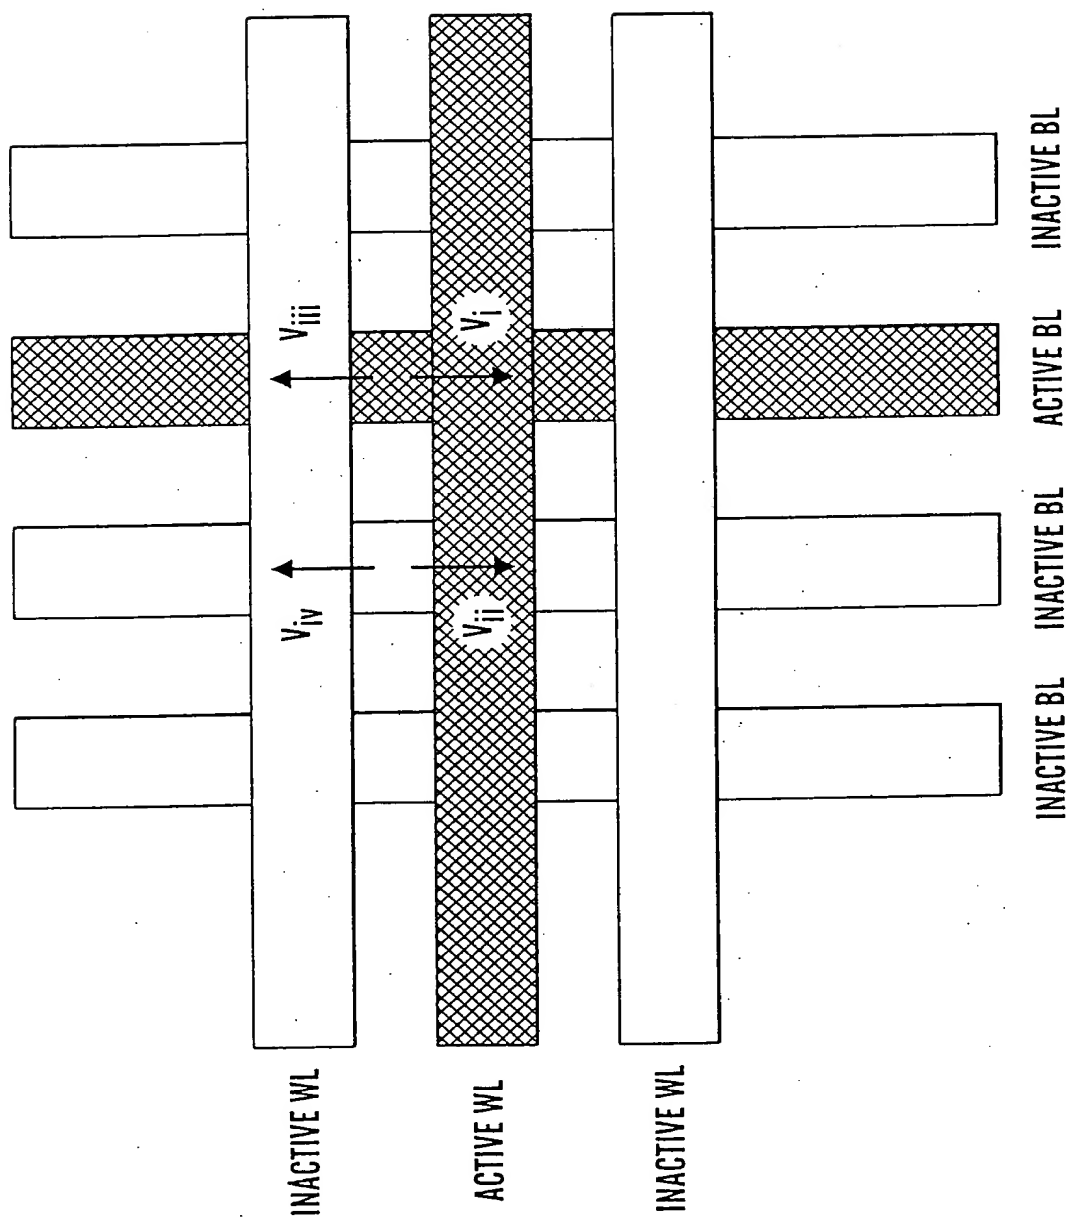 INACTIVE WL
ACTIVE WL
INACTIVE WL
V_iv
V_iii
V_ii
V_i
INACTIVE BL
INACTIVE BL
ACTIVE BL
INACTIVE BL